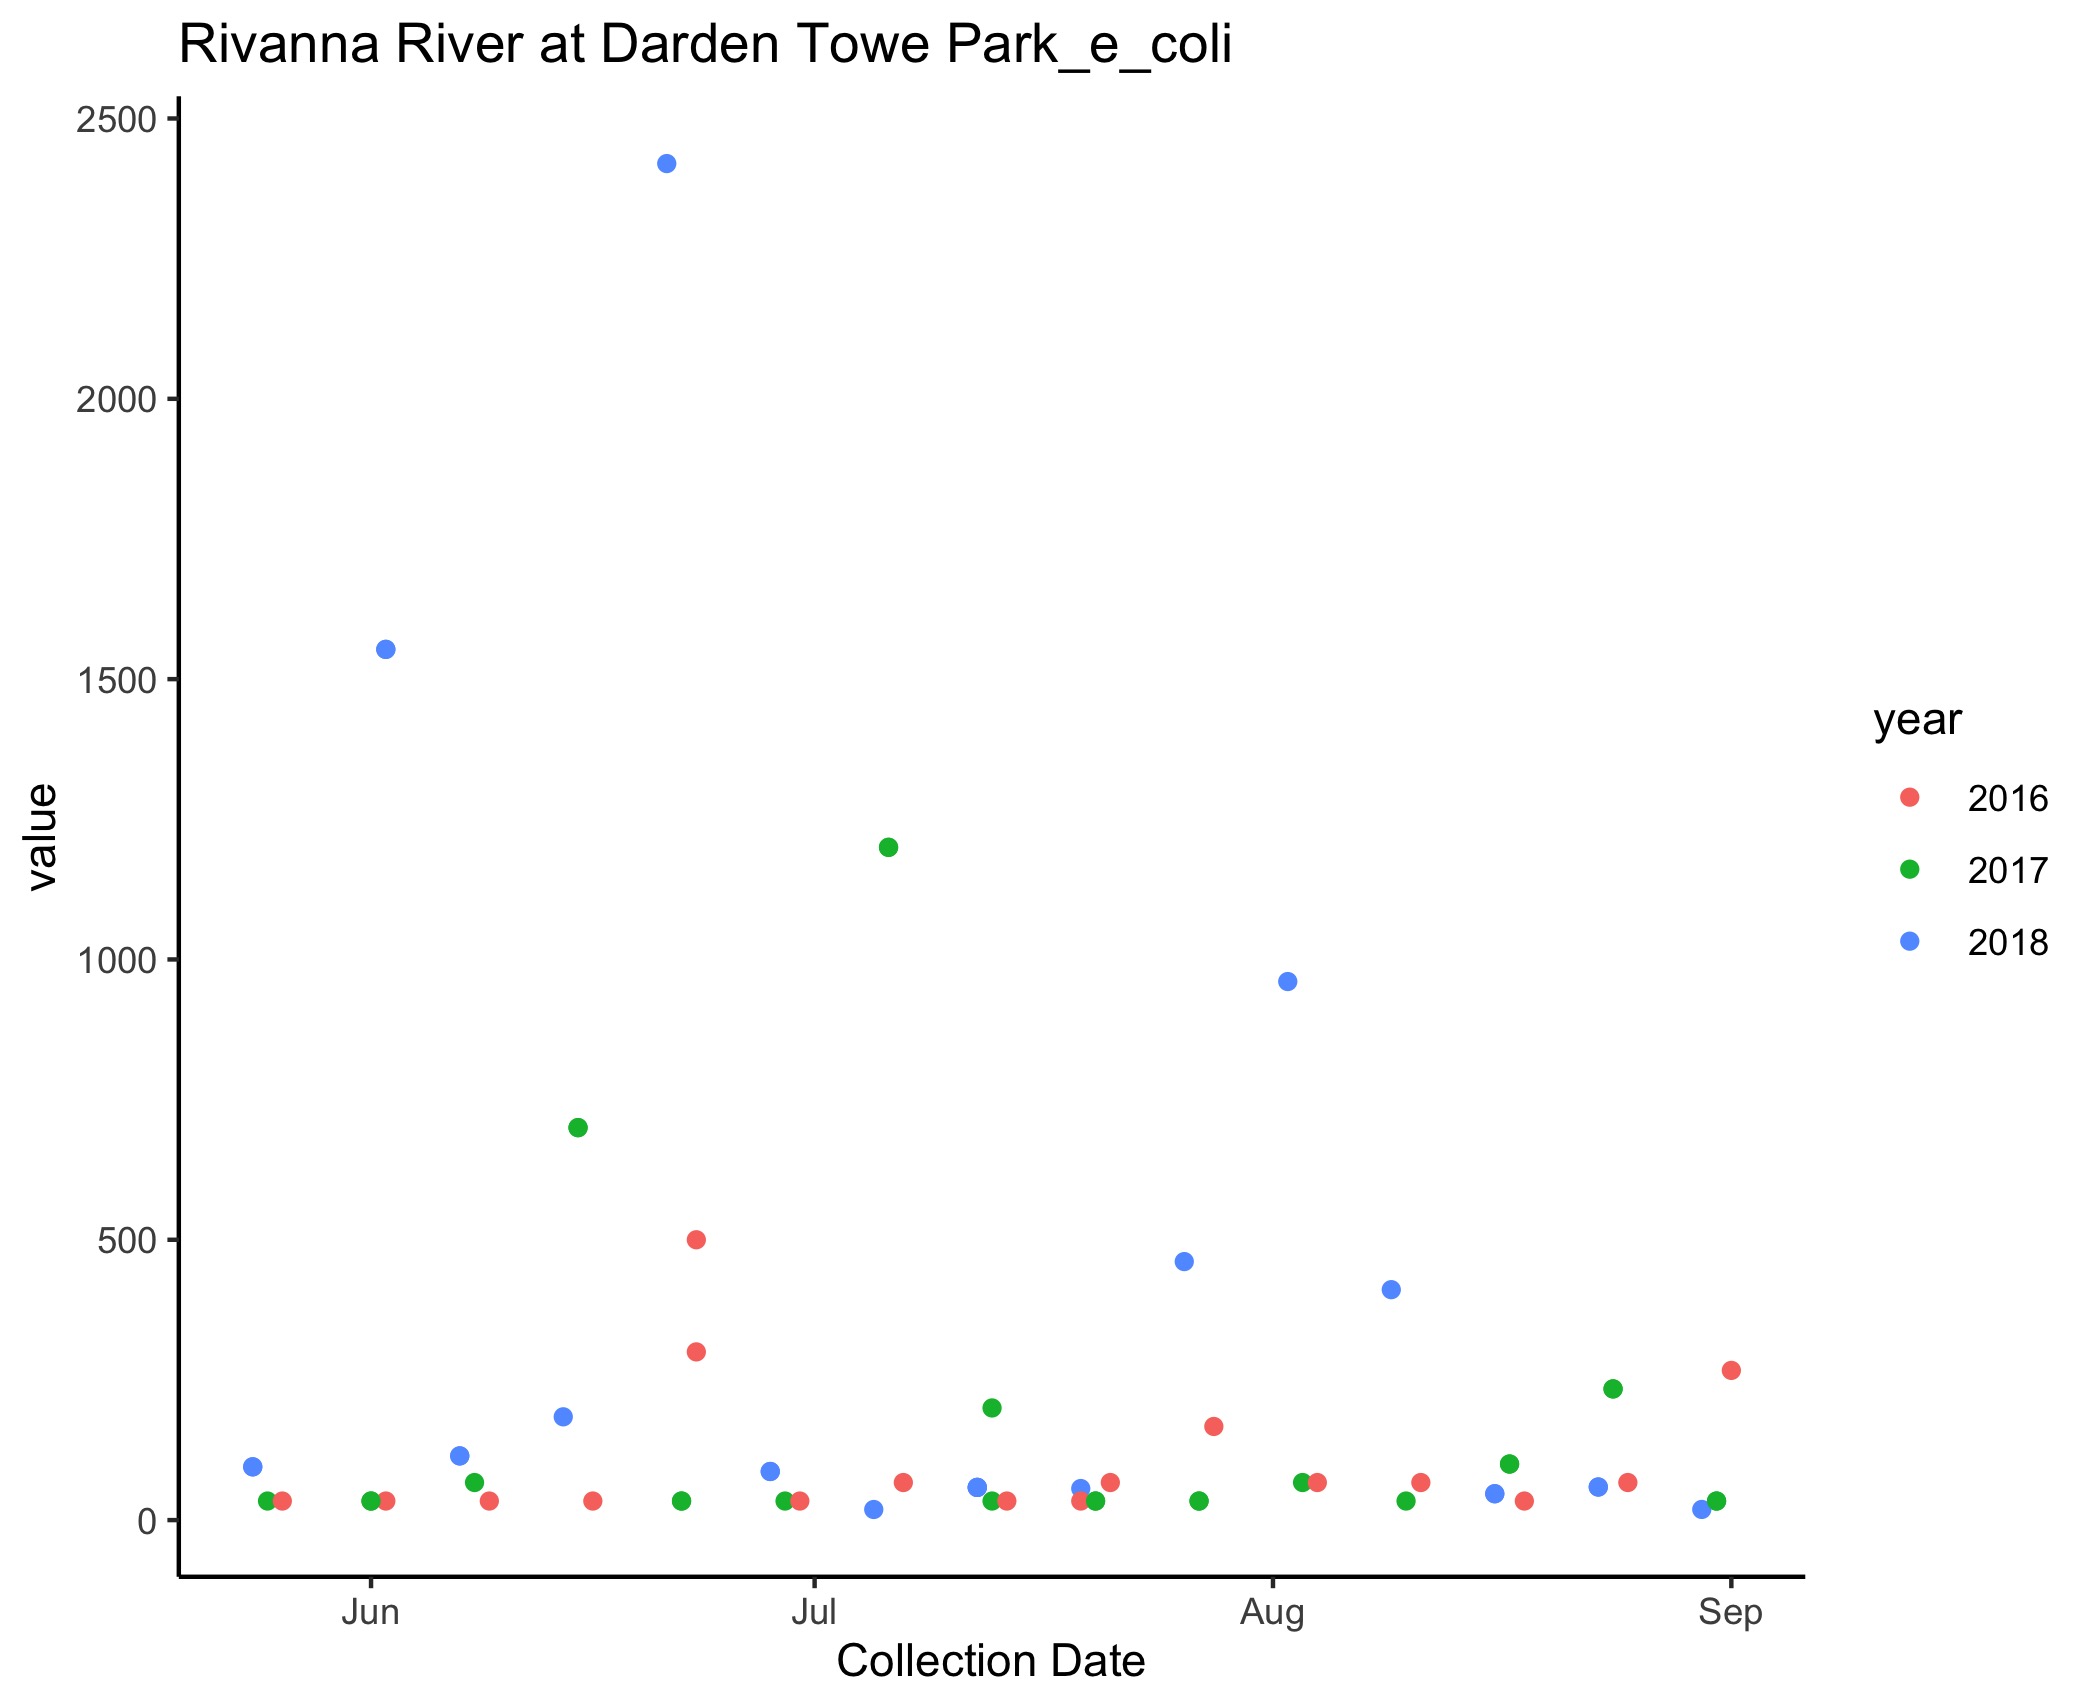 Rivanna River at Darden Towe Park_e_coli
2500
2000
1500
1000
500
0
value
Jun Jul Aug Sep
Collection Date
year
2016
2017
2018